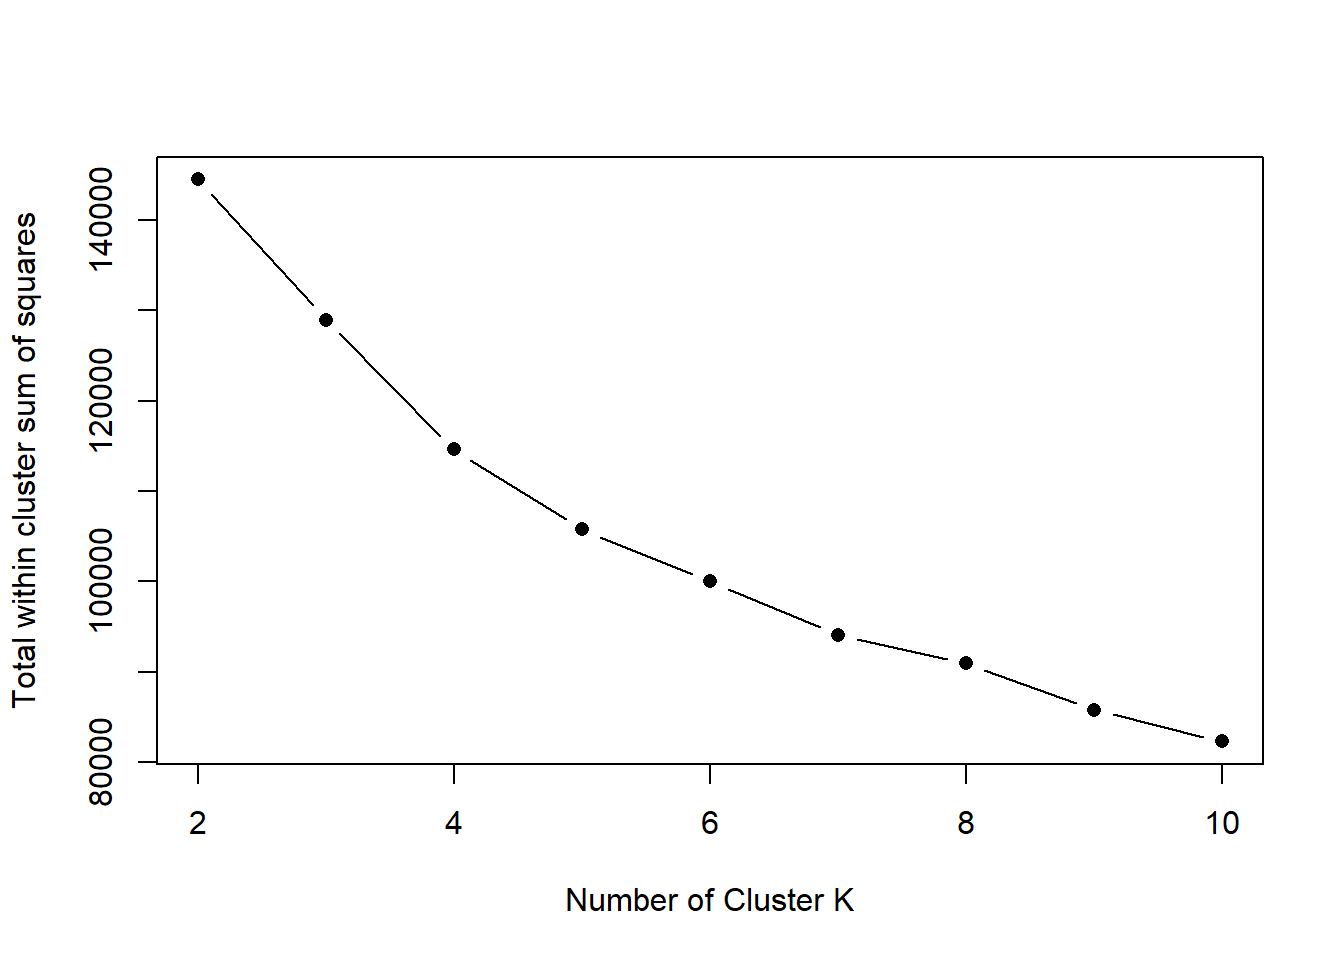 Total within cluster sum of squares
140000
120000
100000
80000
2 4 6 8 10
Number of Cluster K